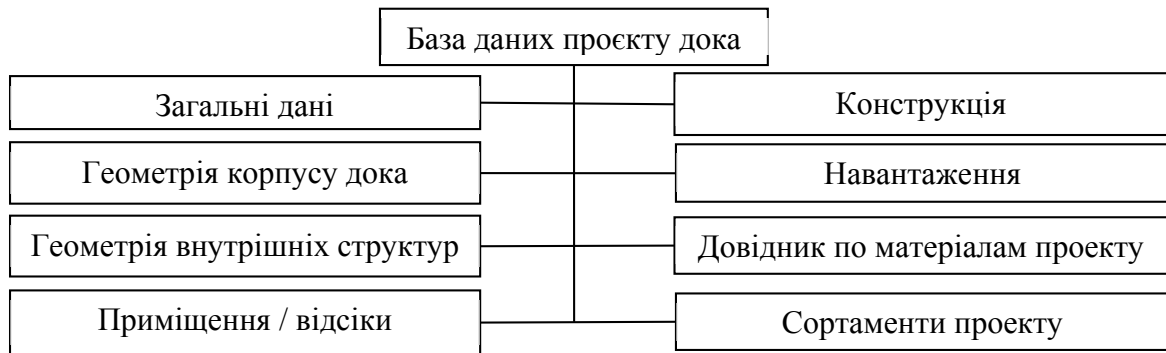 База даних проєкту дока
Загальні дані
Конструкція
Геометрія корпусу дока
Навантаження
Геометрія внутрішніх структур
Довідник по матеріалам проекту
Приміщення / відсіки
Сортаменти проекту